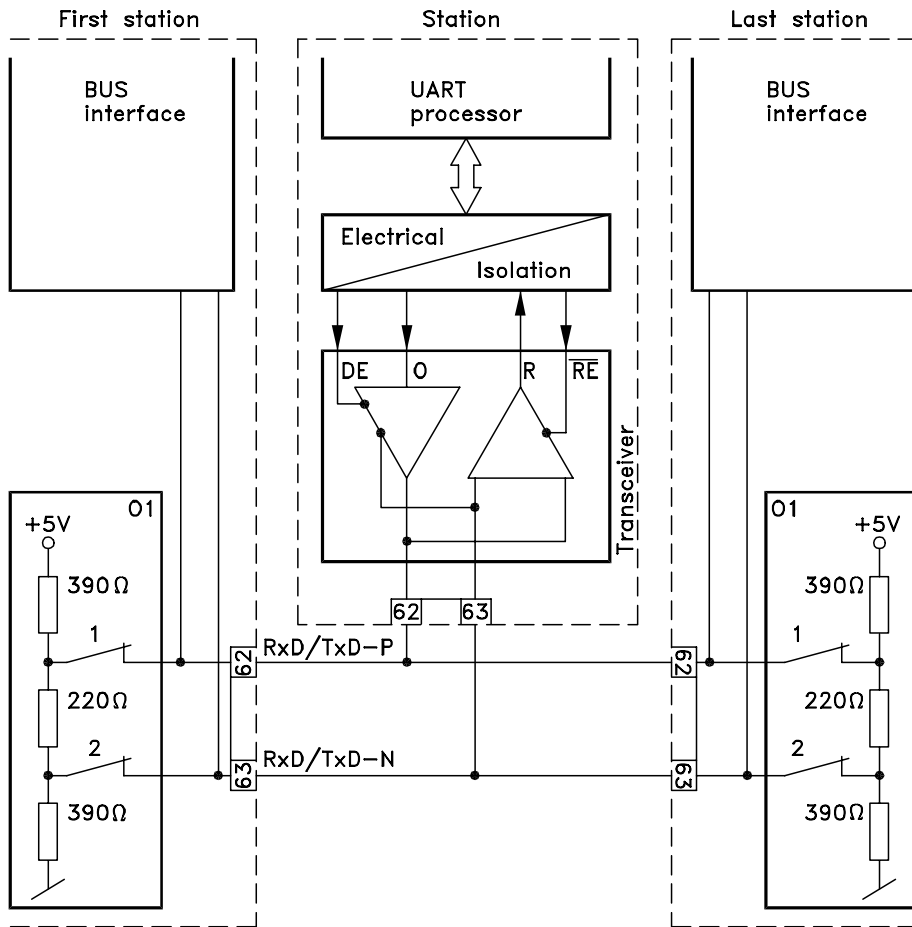 First station
Station
Last station
BUS
interface
UART
processor
BUS
interface
Electrical
Isolation
DE
O
R
RE
Transceiver
O1
+5V
390Ω
1
220Ω
2
390Ω
62
63
62
RxD/TxD-P
63
RxD/TxD-N
62
63
O1
+5V
390Ω
1
220Ω
2
390Ω